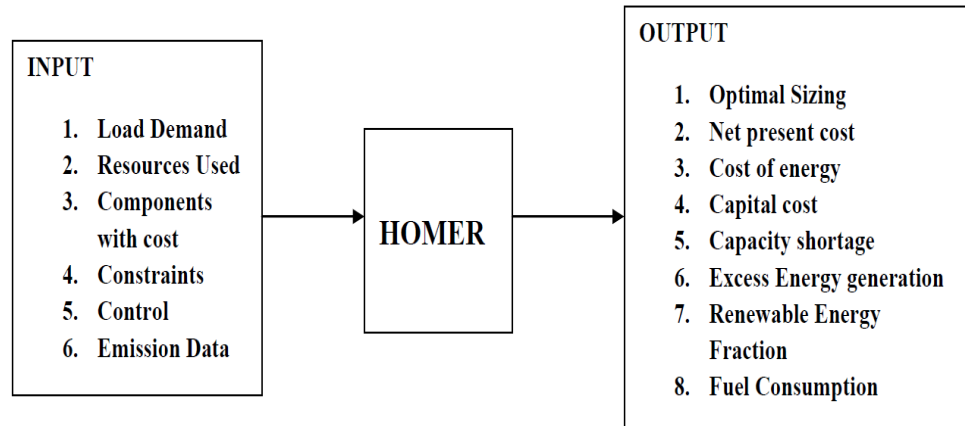 INPUT
1. Load Demand
2. Resources Used
3. Components
with cost
4. Constraints
5. Control
6. Emission Data
HOMER
OUTPUT
1. Optimal Sizing
2. Net present cost
3. Cost of energy
4. Capital cost
5. Capacity shortage
6. Excess Energy generation
7. Renewable Energy
Fraction
8. Fuel Consumption